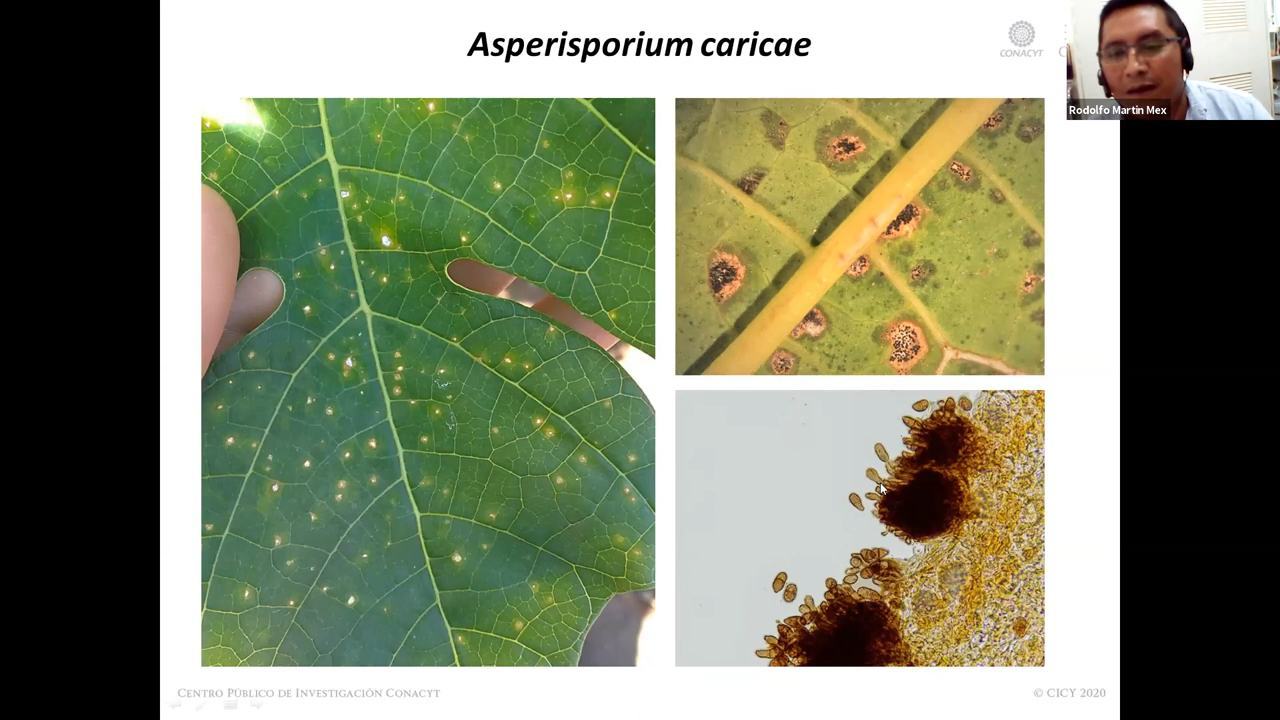 Asperisporium caricae
CONACYT
Rodolfo Martin Mex
CENTRO PÚBLICO DE INVESTIGACIÓN CONACYT
© CICY 2020